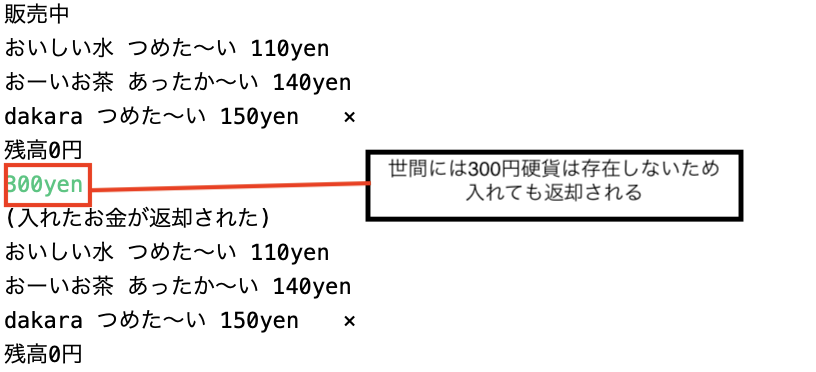 販売中
おいしい水 つめた〜い 110yen
おーいお茶 あったか〜い 140yen
dakara つめた〜い 150yen ×
残高0円
300yen
世間には300円硬貨は存在しないため
入れても返却される
(入れたお金が返却された)
おいしい水 つめた〜い 110yen
おーいお茶 あったか〜い 140yen
dakara つめた〜い 150yen ×
残高0円